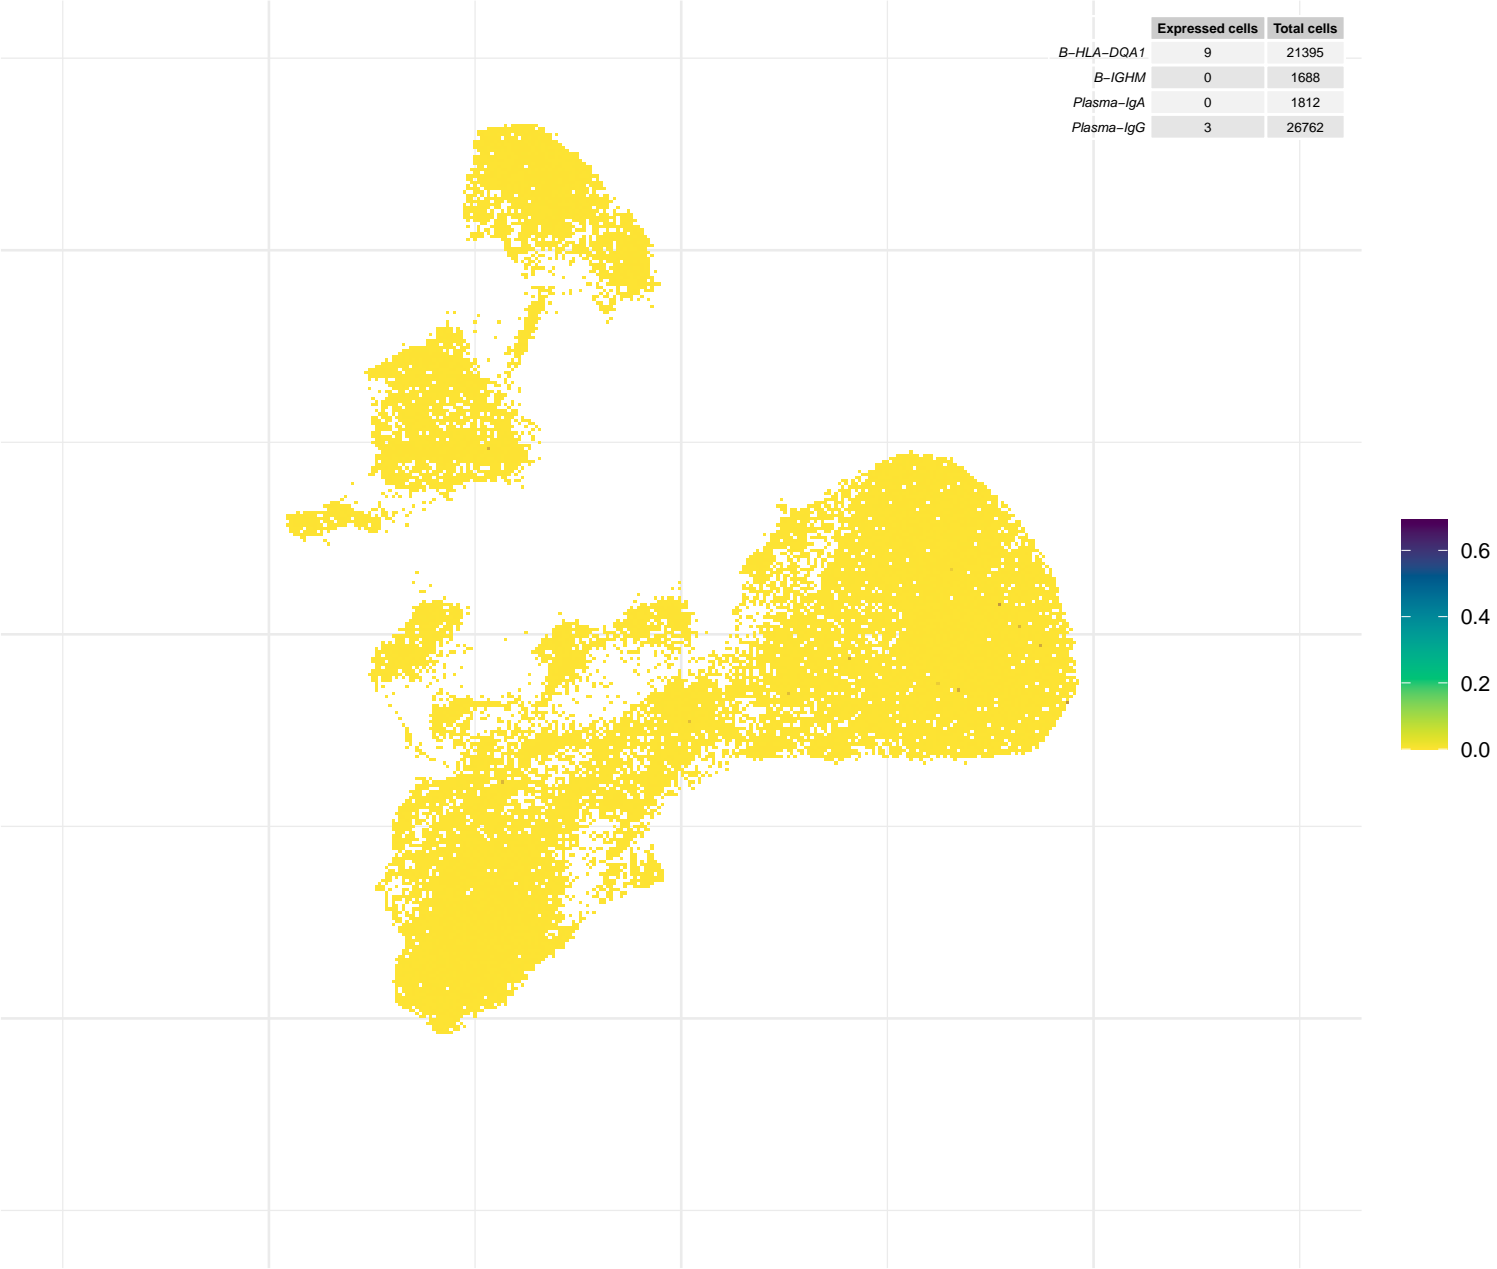 Expressed cells Total cells
B−HLA−DQA1 9 21395
B−IGHM 0 1688
Plasma−IgA 0 1812
Plasma−IgG 3 26762
0.6
0.4
0.2
0.0